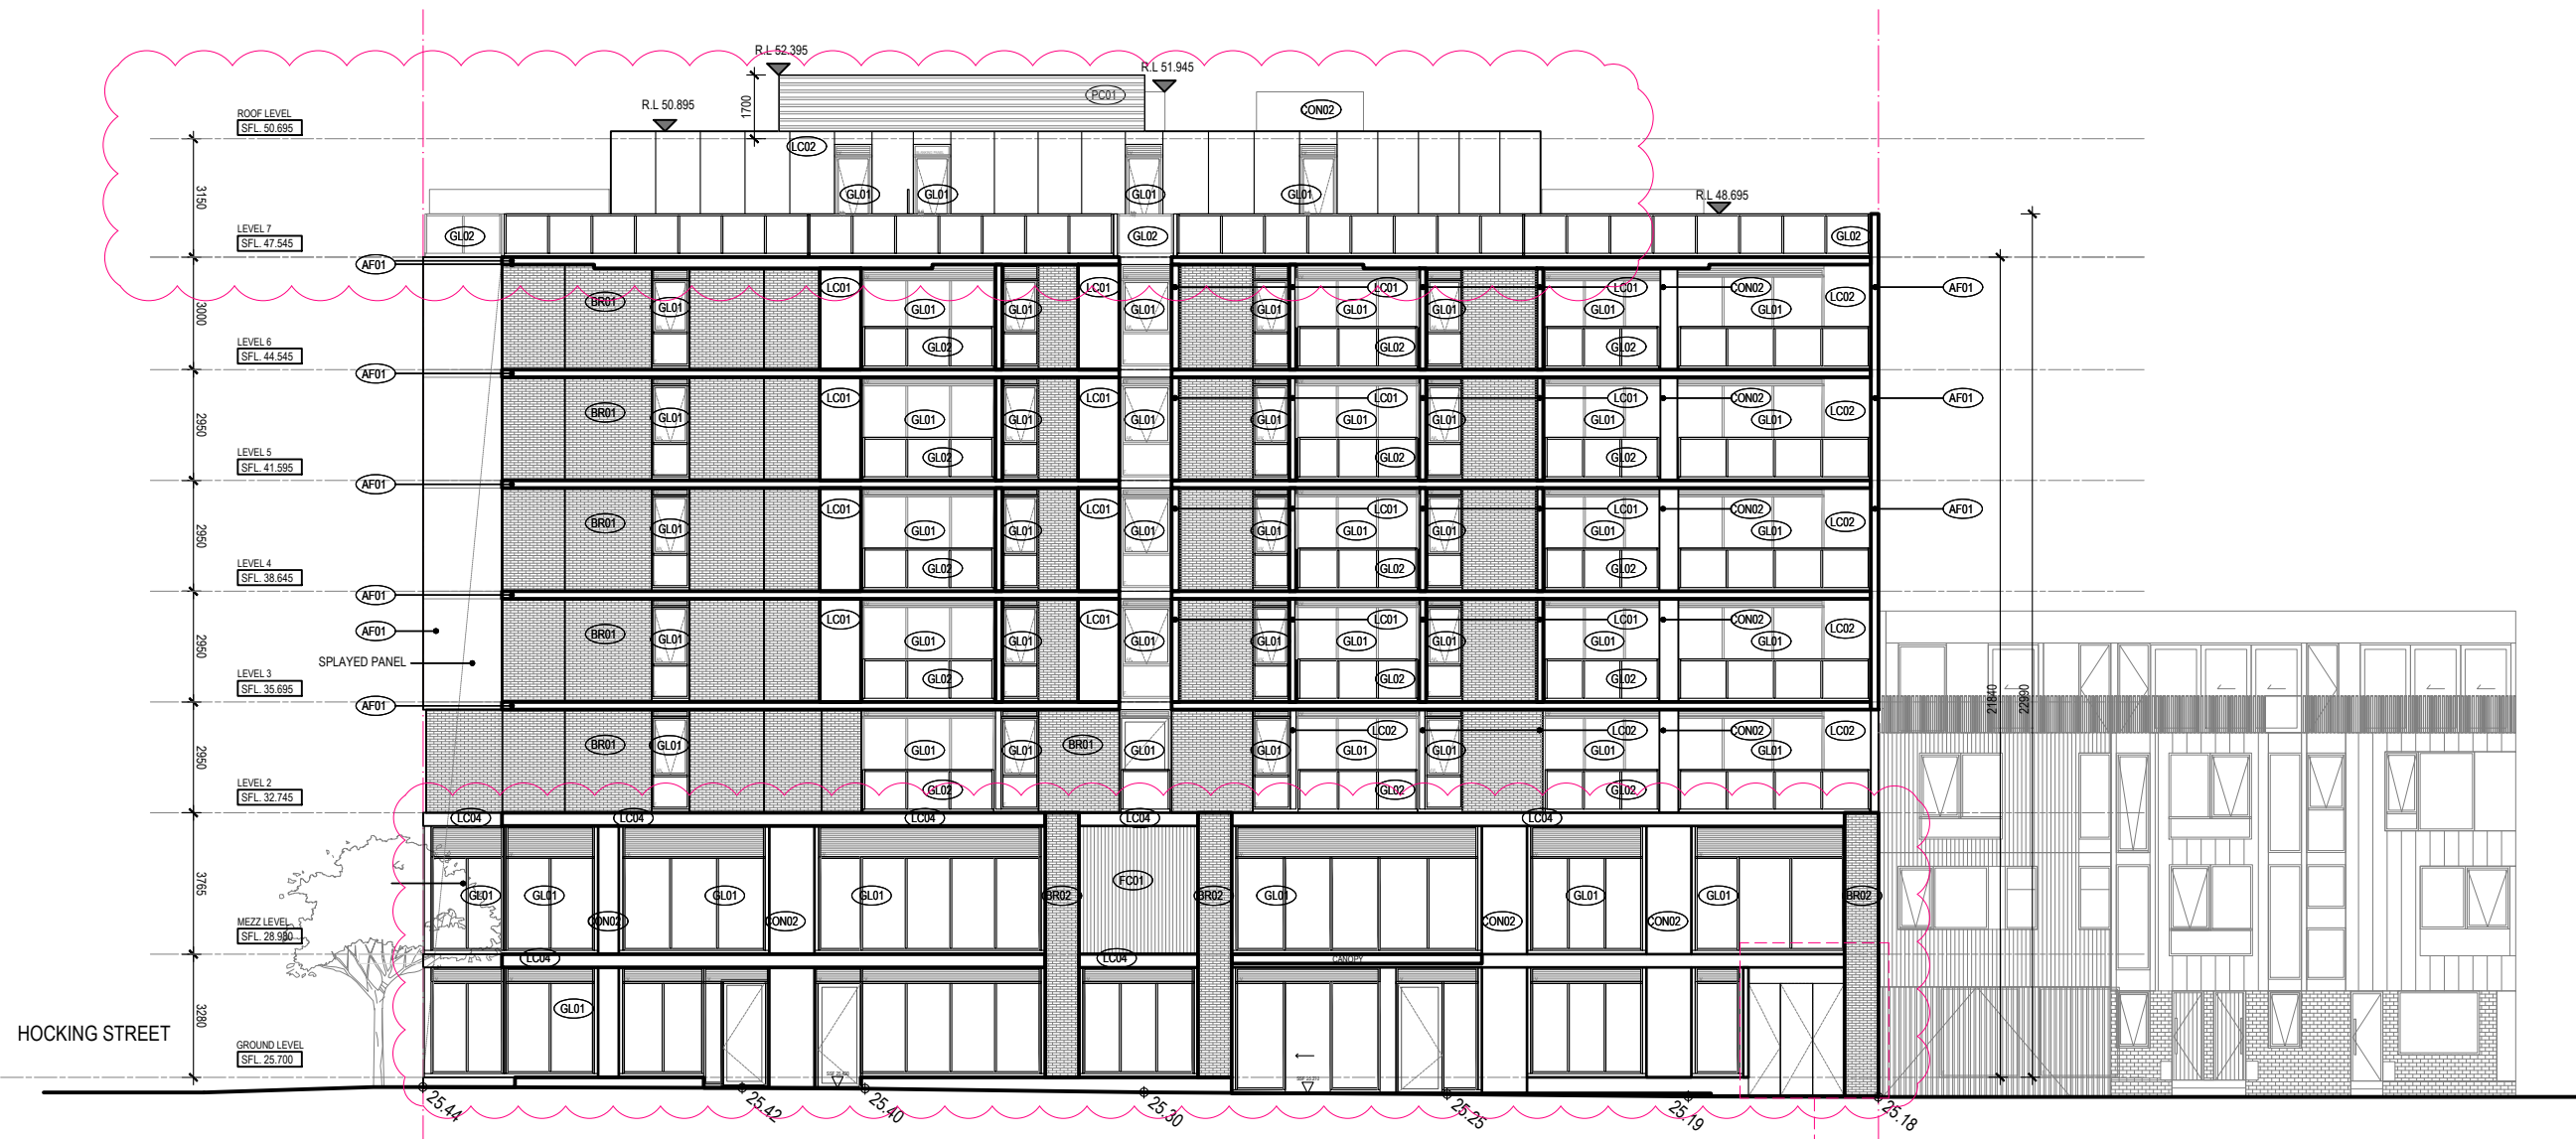 R.L 52.395
R.L 51.945
R.L 50.895
1700
PC01
CON02
ROOF LEVEL
SFL. 50.695
LC02
3150
GL01 GL01 GL01 GL01
R.L 48.695
LEVEL 7
SFL. 47.545
GL02 GL02 GL02
AF01
BR01 GL01 LC01 GL01 GL01 LC01 GL01 GL01 LC01 GL01 GL01 LC01 GL01 CON02 GL01 LC02 AF01
3000
GL02 GL02 GL02
LEVEL 6
SFL. 44.545
AF01
BR01 GL01 LC01 GL01 GL01 LC01 GL01 GL01 LC01 GL01 GL01 LC01 GL01 CON02 GL01 LC02 AF01
2950
GL02 GL02 GL02
LEVEL 5
SFL. 41.595
AF01
BR01 GL01 LC01 GL01 GL01 LC01 GL01 GL01 LC01 GL01 GL01 LC01 GL01 CON02 GL01 LC02 AF01
2950
GL02 GL02 GL02
LEVEL 4
SFL. 38.645
AF01
AF01
BR01 GL01 LC01 GL01 GL01 LC01 GL01 GL01 LC01 GL01 GL01 LC01 GL01 CON02 GL01 LC02
2950
SPLAYED PANEL
GL02 GL02 GL02
LEVEL 3
SFL. 35.695
AF01
21840
22990
BR01 GL01 GL01 GL01 BR01 GL01 GL01 LC02 GL01 GL01 LC02 GL01 CON02 GL01 LC02
2950
GL02 GL02 GL02
LEVEL 2
SFL. 32.745
LC04 LC04 LC04 LC04 LC04
3765
GL01 GL01 GL01 GL01 BR02 FC01 BR02 GL01 GL01 GL01 BR02
CON02 CON02 CON02 CON02
MEZZ LEVEL
SFL. 28.980
LC04 LC04 CANOPY
3280
GL01
HOCKING STREET
GROUND LEVEL
SFL. 25.700
25.44
25.42
25.40
25.30
25.25
25.19
25.18